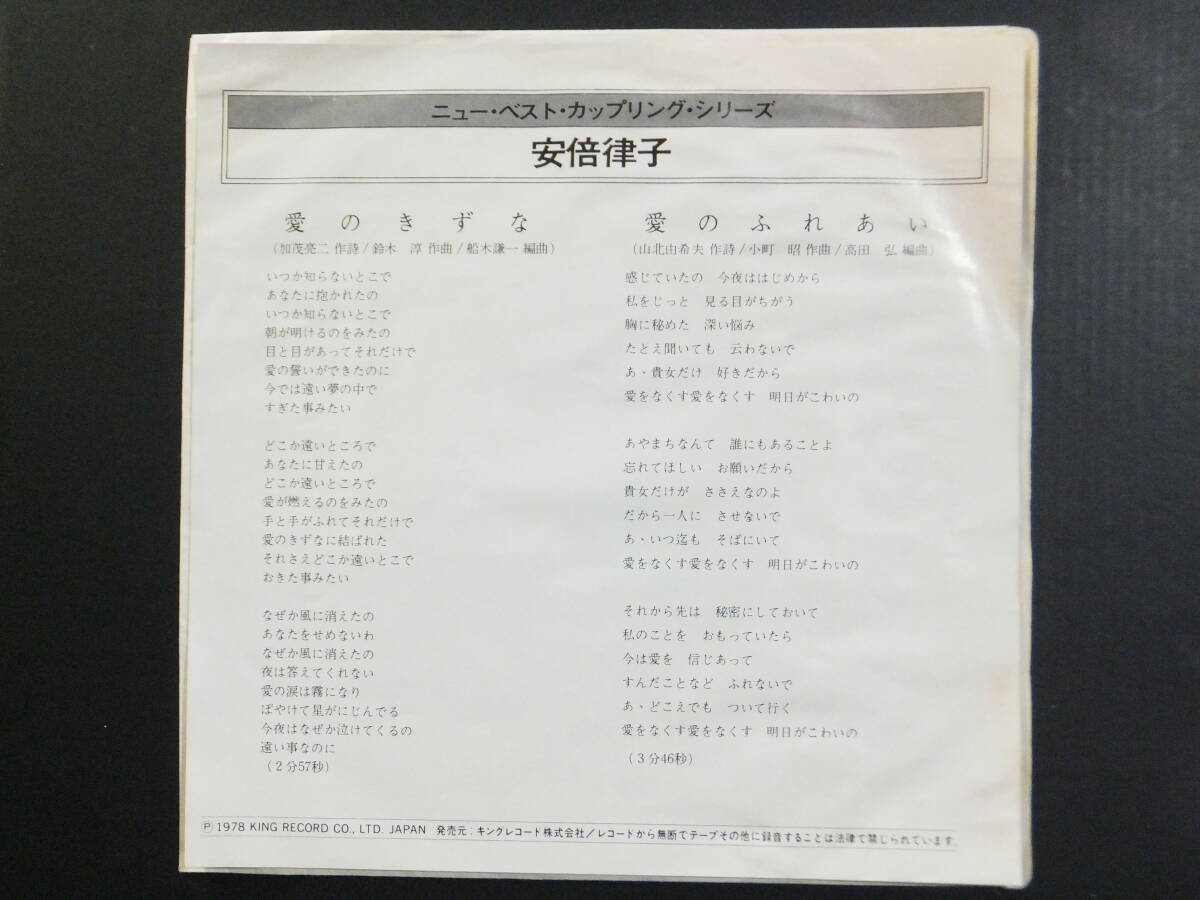 ニュー・ベスト・カップリング・シリーズ
安倍律子
愛のきずな
(加茂亮二 作詩/鈴木 淳 作曲/船木謙一 編曲)
いつか知らないとこで
あなたに抱かれたの
いつか知らないとこで
朝が明けるのをみたの
目と目があってそれだけで
愛の誓いができたのに
今では遠い夢の中で
すぎた事みたい
どこか遠いところで
あなたに甘えたの
どこか遠いところで
愛が燃えるのをみたの
手と手がふれてそれだけで
愛のきずなに結ばれた
それさえどこか遠いとこで
おきた事みたい
なぜか風に消えたの
あなたをせめないわ
なぜか風に消えたの
夜は答えてくれない
愛の涙は霧になり
ぼやけて星がにじんでる
今夜はなぜか泣けてくるの
遠い事なのに
(2分57秒)
愛のふれあい
(山北由希夫 作詩/小町 昭 作曲/高田 弘 編曲)
感じていたの 今夜ははじめから
私をじっと 見る目がちがう
胸に秘めた 深い悩み
たとえ聞いても 云わないで
あ・貴女だけ 好きだから
愛をなくす愛をなくす 明日がこわいの
あやまちなんて 誰にもあることよ
忘れてほしい お願いだから
貴女だけが ささえなのよ
だから一人に させないで
あ、いつ迄も そばにいて
愛をなくす愛をなくす 明日がこわいの
それから先は 秘密にしておいて
私のことを おもっていたら
今は愛を 信じあって
すんだことなど ふれないで
あ、どこえでも ついて行く
愛をなくす愛をなくす 明日がこわいの
(3分46秒)
Ⓟ1978 KING RECORD CO., LTD. JAPAN 発売元:キングレコード株式会社/レコードから無断でテープその他に録音することは法律で禁じられています。